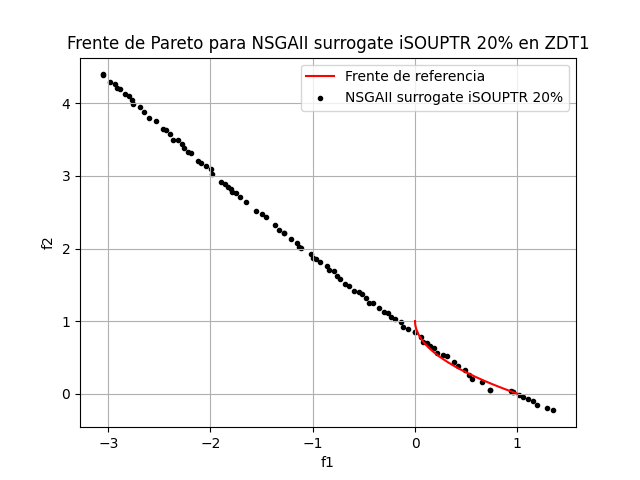 Frente de Pareto para NSGAII surrogate iSOUPTR 20% en ZDT1
Frente de referencia
NSGAII surrogate iSOUPTR 20%
f2
4
3
2
1
0
−3
−2
−1
0
1
f1